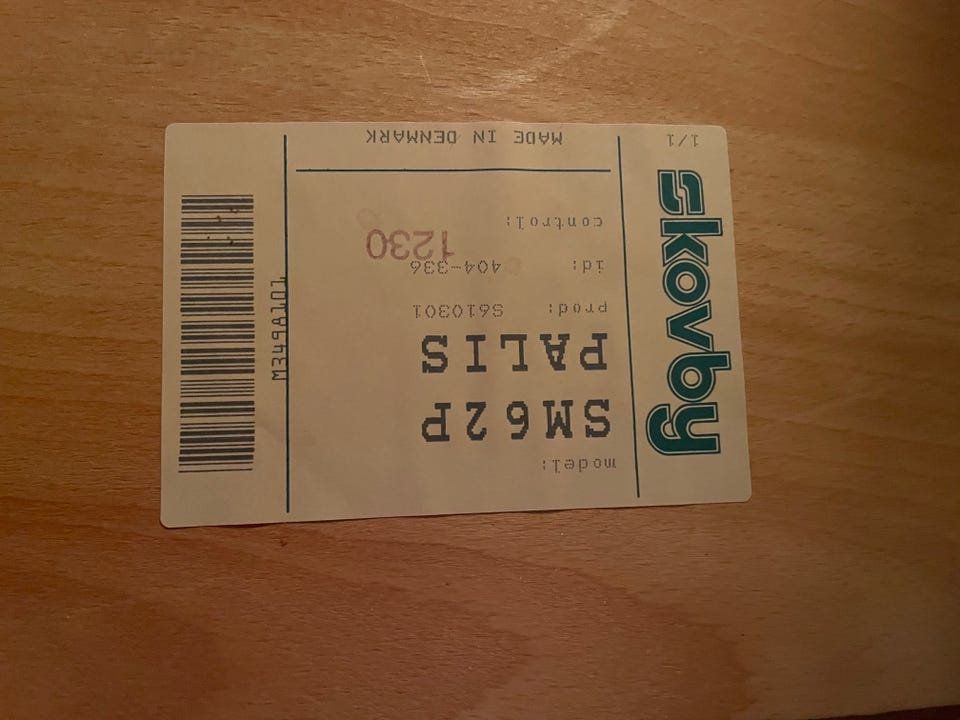 skovby
1/1
model:
SM62P
PALIS
prod: S610301
id: 404-336
1230
control:
MADE IN DENMARK
M349A101